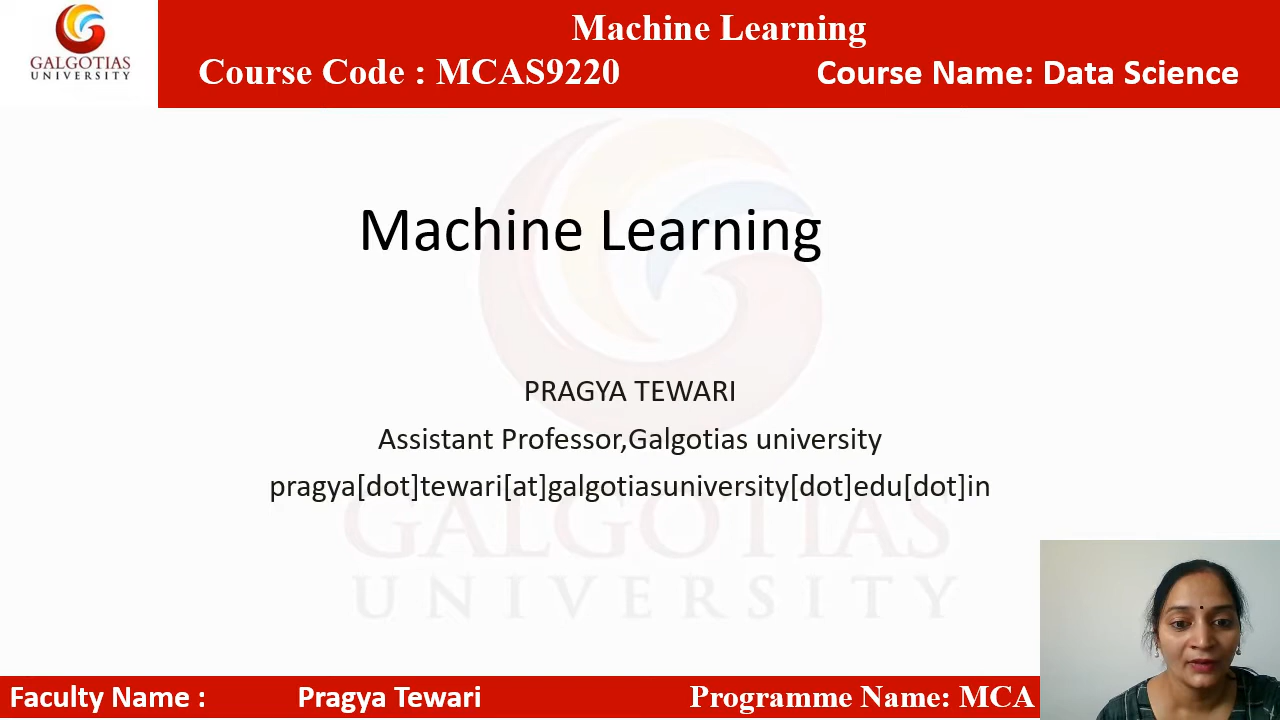 GALGOTIAS
UNIVERSITY
Machine Learning
Course Code : MCAS9220
Course Name: Data Science
Machine Learning
PRAGYA TEWARI
Assistant Professor,Galgotias university
pragya[dot]tewari[at]galgotiasuniversity[dot]edu[dot]in
GALGOTIAS
UNIVERSITY
Faculty Name : Pragya Tewari
Programme Name: MCA